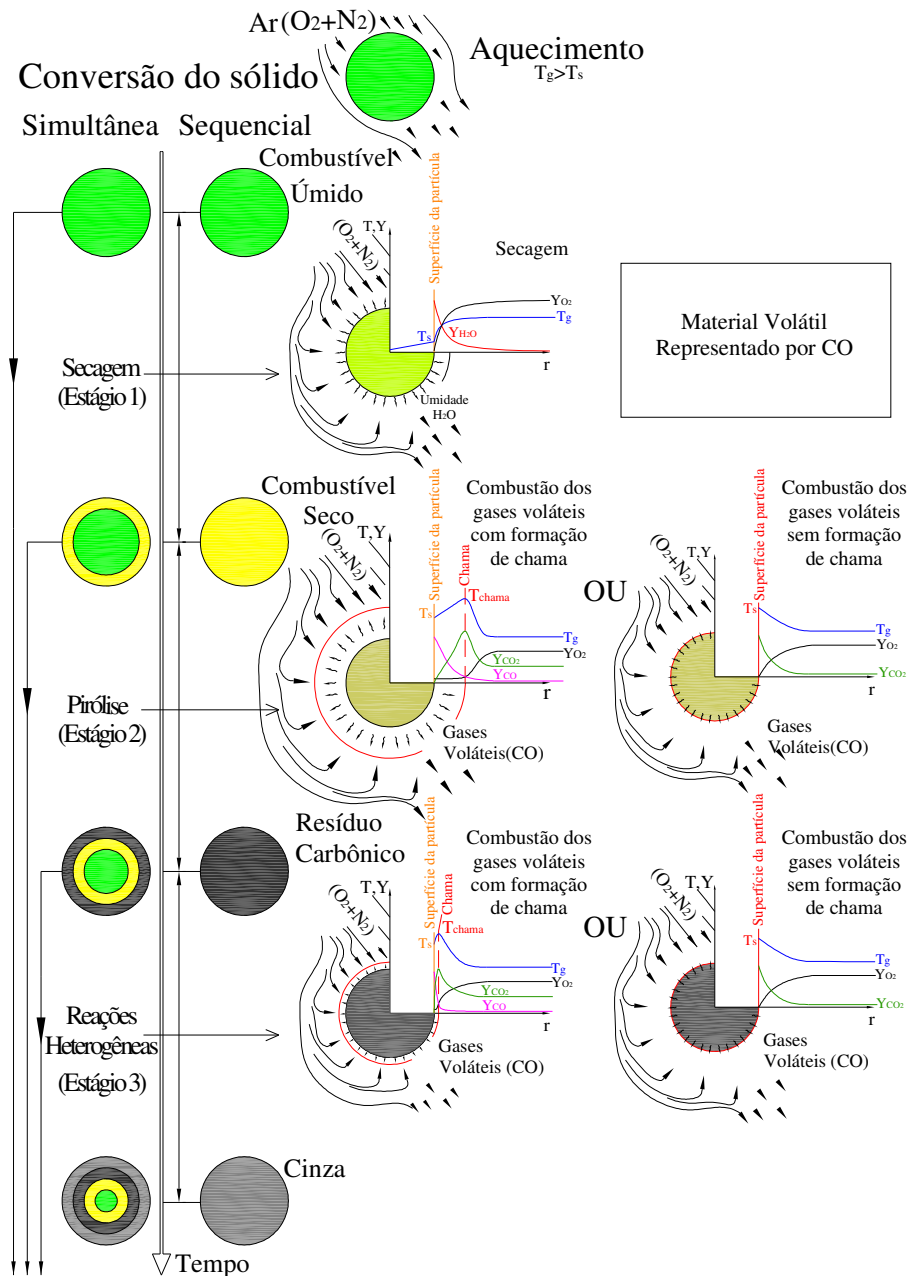 Ar(O2+N2)
Aquecimento
Tg>Ts
Conversão do sólido
Simultânea
Sequencial
Combustível
Úmido
Superfície da partícula
T,Y
(O2+N2)
Secagem
YO2
Tg
Ts
YH2O
r
Umidade
H2O
Material Volátil
Representado por CO
Secagem
(Estágio 1)
Combustível
Seco
Superfície da partícula
Chama
Combustão dos
gases voláteis
com formação
de chama
T,Y
(O2+N2)
Ts
Tchama
Tg
YO2
YCO2
YCO
r
Gases
Voláteis(CO)
OU
Superfície da partícula
Combustão dos
gases voláteis
sem formação
de chama
T,Y
(O2+N2)
Ts
Tg
YO2
YCO2
r
Gases
Voláteis(CO)
Pirólise
(Estágio 2)
Resíduo
Carbônico
Superfície da partícula
Chama
Combustão dos
gases voláteis
com formação
de chama
T,Y
(O2+N2)
Ts
Tchama
Tg
YO2
YCO2
YCO
r
Gases
Voláteis (CO)
OU
Superfície da partícula
Combustão dos
gases voláteis
sem formação
de chama
T,Y
(O2+N2)
Ts
Tg
YO2
YCO2
r
Gases
Voláteis (CO)
Reações
Heterogêneas
(Estágio 3)
Cinza
Tempo